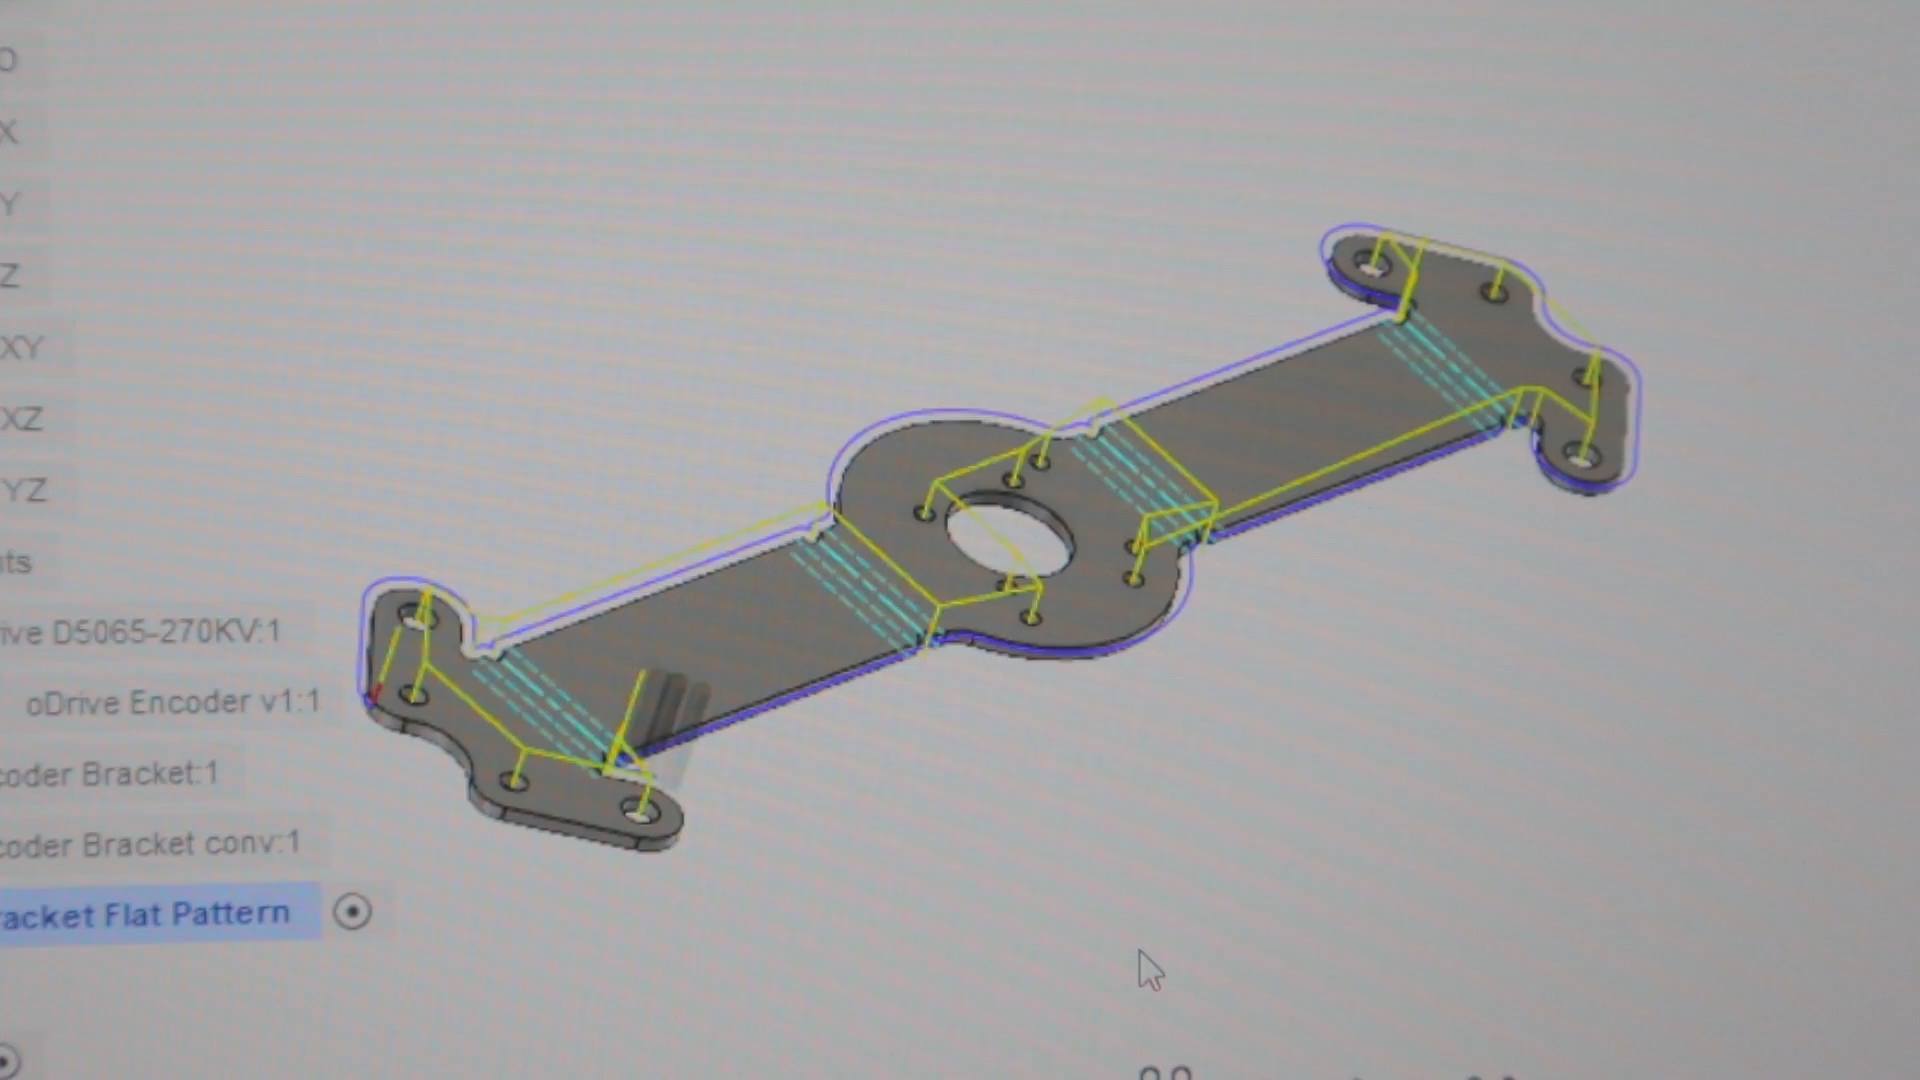 O
X
Y
Z
XY
XZ
YZ
ts
ive D5065-270KV:1
oDrive Encoder v1:1
coder Bracket:1
coder Bracket conv:1
racket Flat Pattern